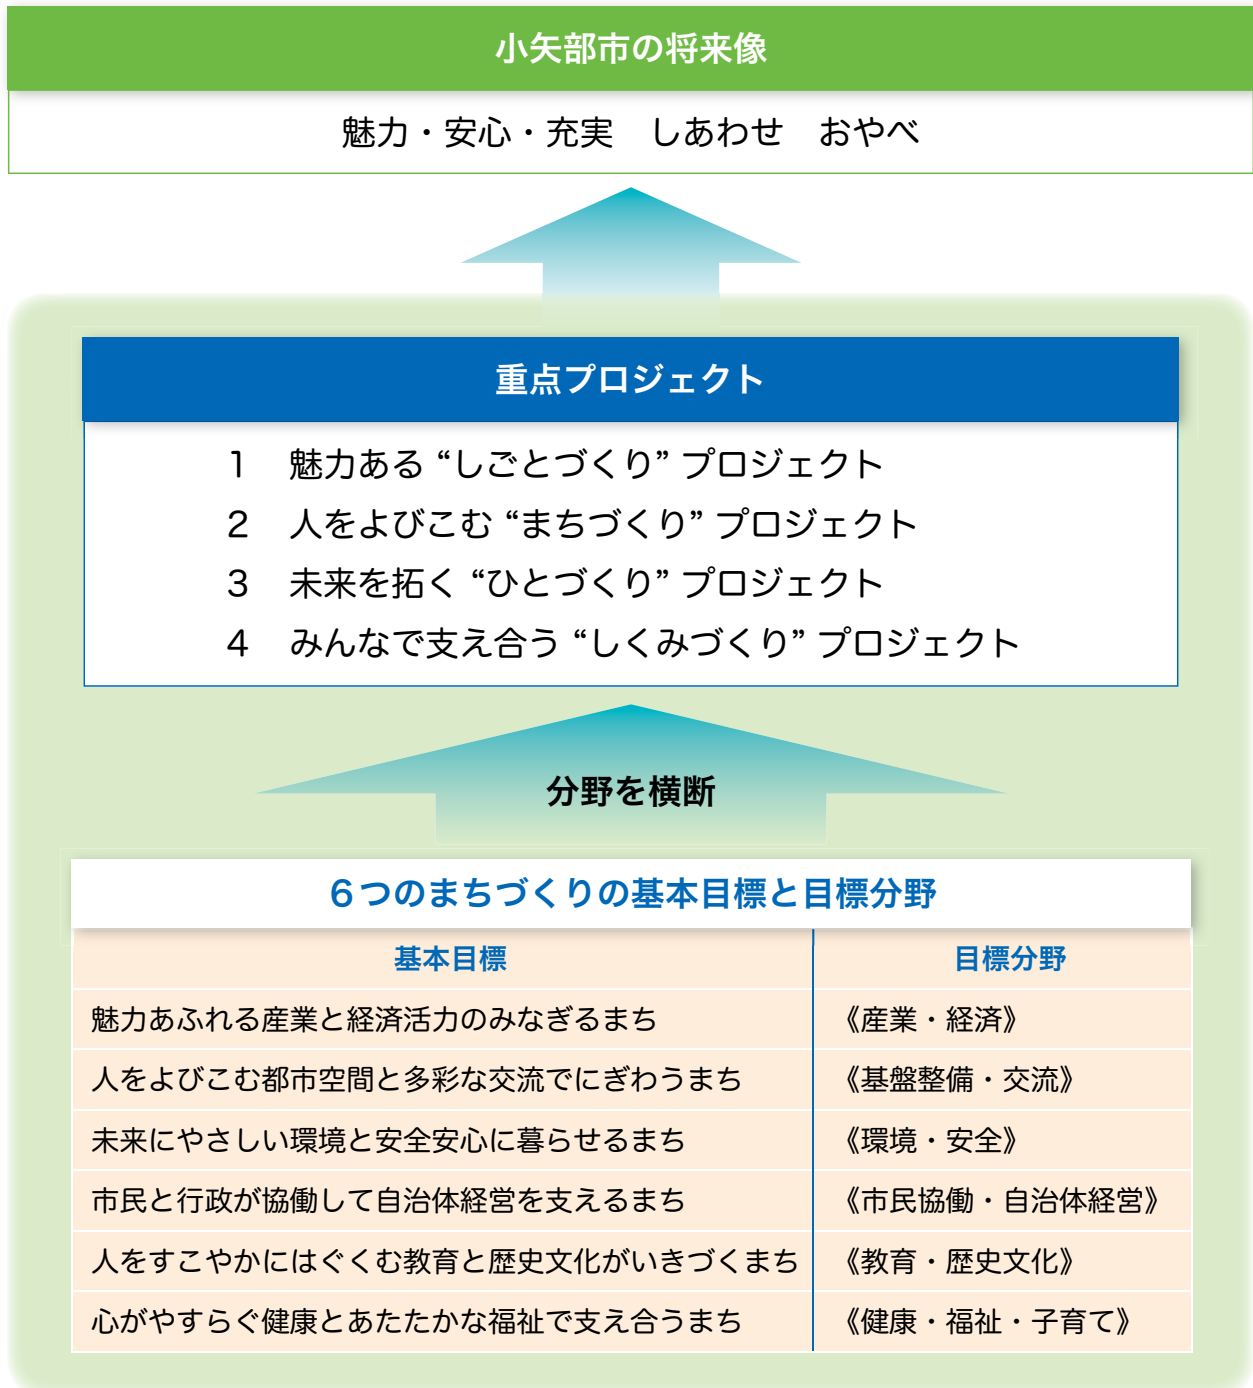 小矢部市の将来像
魅力・安心・充実　しあわせ　おやべ
重点プロジェクト
1　魅力ある “しごとづくり” プロジェクト
2　人をよびこむ “まちづくり” プロジェクト
3　未来を拓く “ひとづくり” プロジェクト
4　みんなで支え合う “しくみづくり” プロジェクト
分野を横断
6つのまちづくりの基本目標と目標分野
基本目標　目標分野
魅力あふれる産業と経済活力のみなぎるまち　《産業・経済》
人をよびこむ都市空間と多彩な交流でにぎわうまち　《基盤整備・交流》
未来にやさしい環境と安全安心に暮らせるまち　《環境・安全》
市民と行政が協働して自治体経営を支えるまち　《市民協働・自治体経営》
人をすこやかにはぐくむ教育と歴史文化がいきづくまち　《教育・歴史文化》
心がやすらぐ健康とあたたかな福祉で支え合うまち　《健康・福祉・子育て》